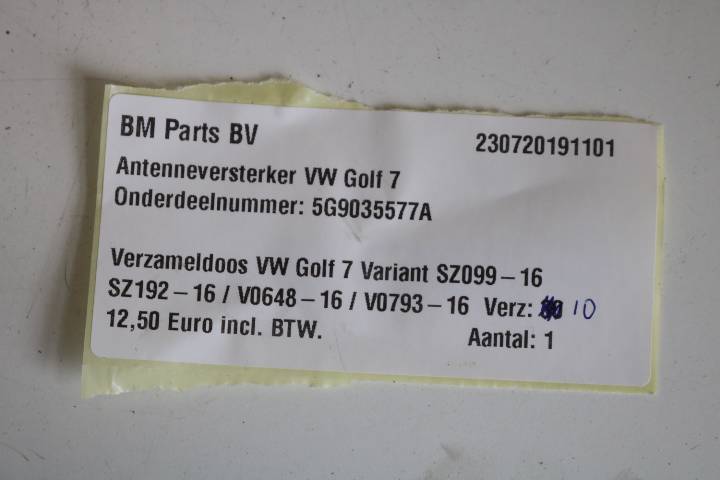 BM Parts BV 230720191101
Antenneversterker VW Golf 7
Onderdeelnummer: 5G9035577A
Verzameldoos VW Golf 7 Variant SZ099-16
SZ192-16 / V0648-16 / V0793-16 Verz: 10
12,50 Euro incl. BTW. Aantal: 1